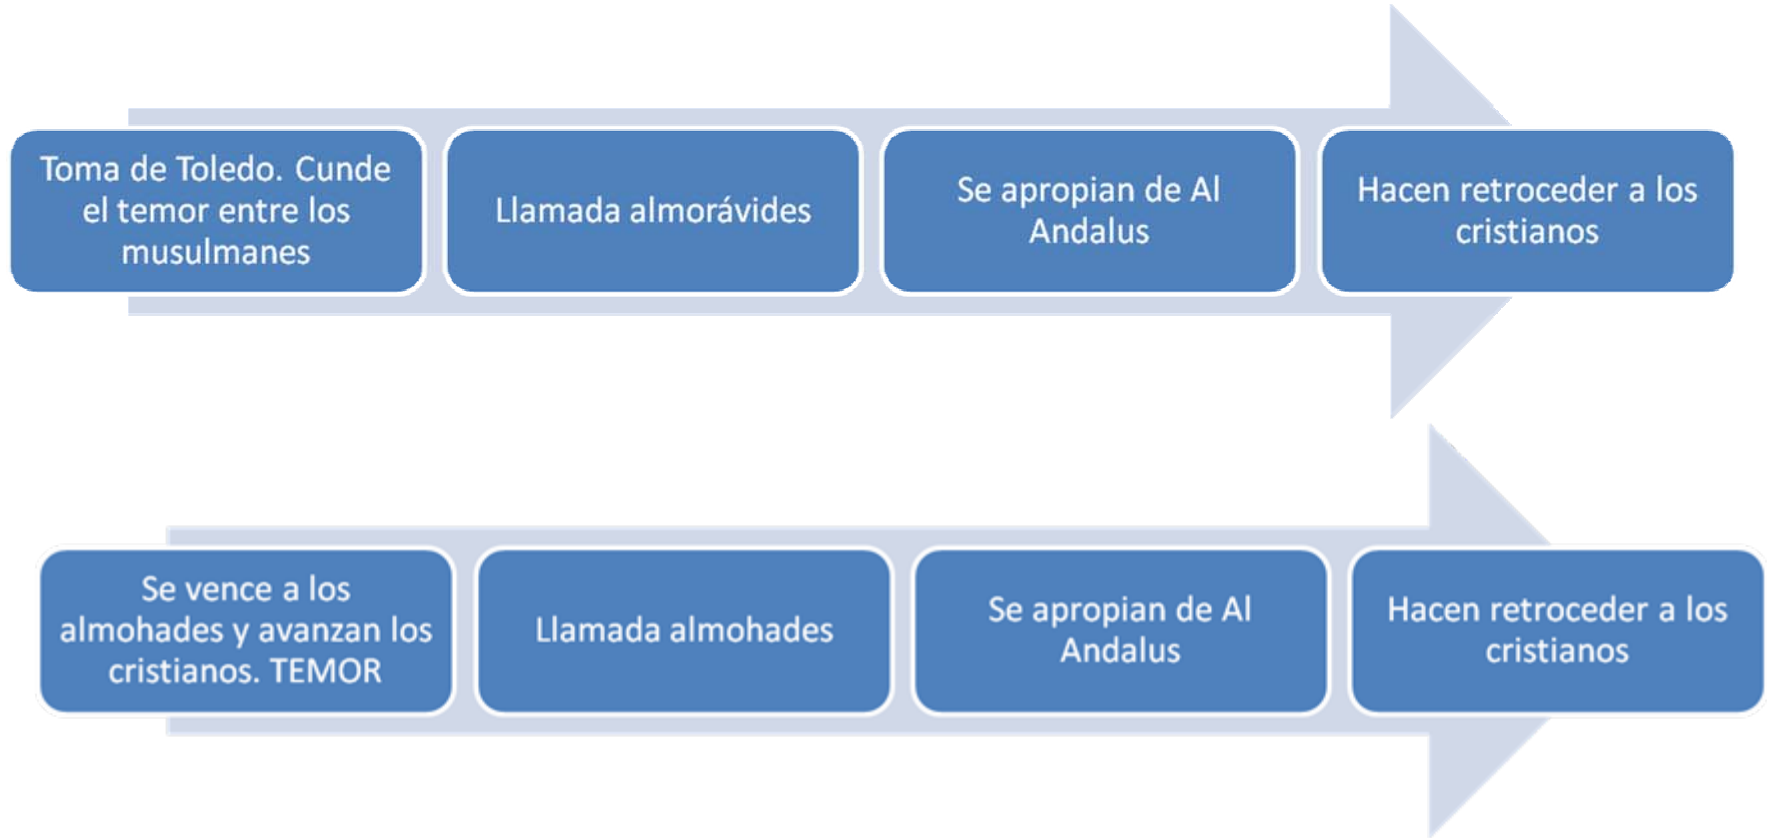 Toma de Toledo. Cunde
el temor entre los
musulmanes
Llamada almorávides
Se apropian de Al
Andalus
Hacen retroceder a los
cristianos
Se vence a los
almohades y avanzan los
cristianos. TEMOR
Llamada almohades
Se apropian de Al
Andalus
Hacen retroceder a los
cristianos